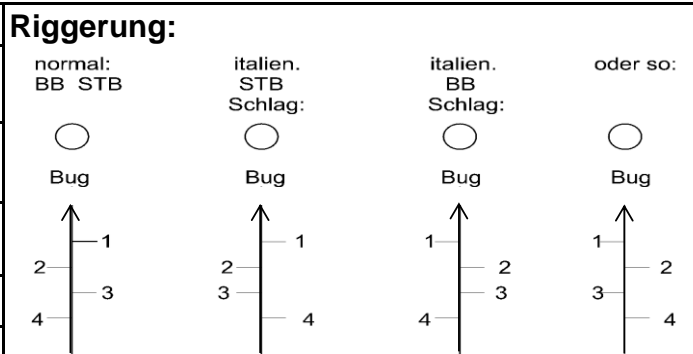 Riggerung:
normal:
BB STB
italien.
STB
Schlag:
italien.
BB
Schlag:
oder so:
Bug
Bug
Bug
Bug
1
2
3
4
1
2
3
4
1
2
3
4
1
2
3
4